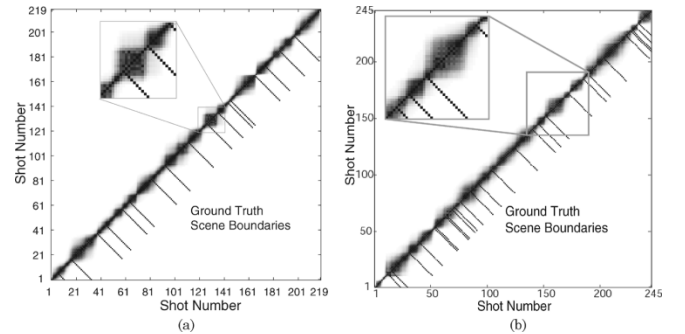 219
201
181
161
141
121
101
81
61
41
21
1
Shot Number
1 21 41 61 81 101 121 141 161 181 201 219
Shot Number
Ground Truth
Scene Boundaries
(a)
245
200
150
100
50
1
Shot Number
1 50 100 150 200 245
Shot Number
Ground Truth
Scene Boundaries
(b)